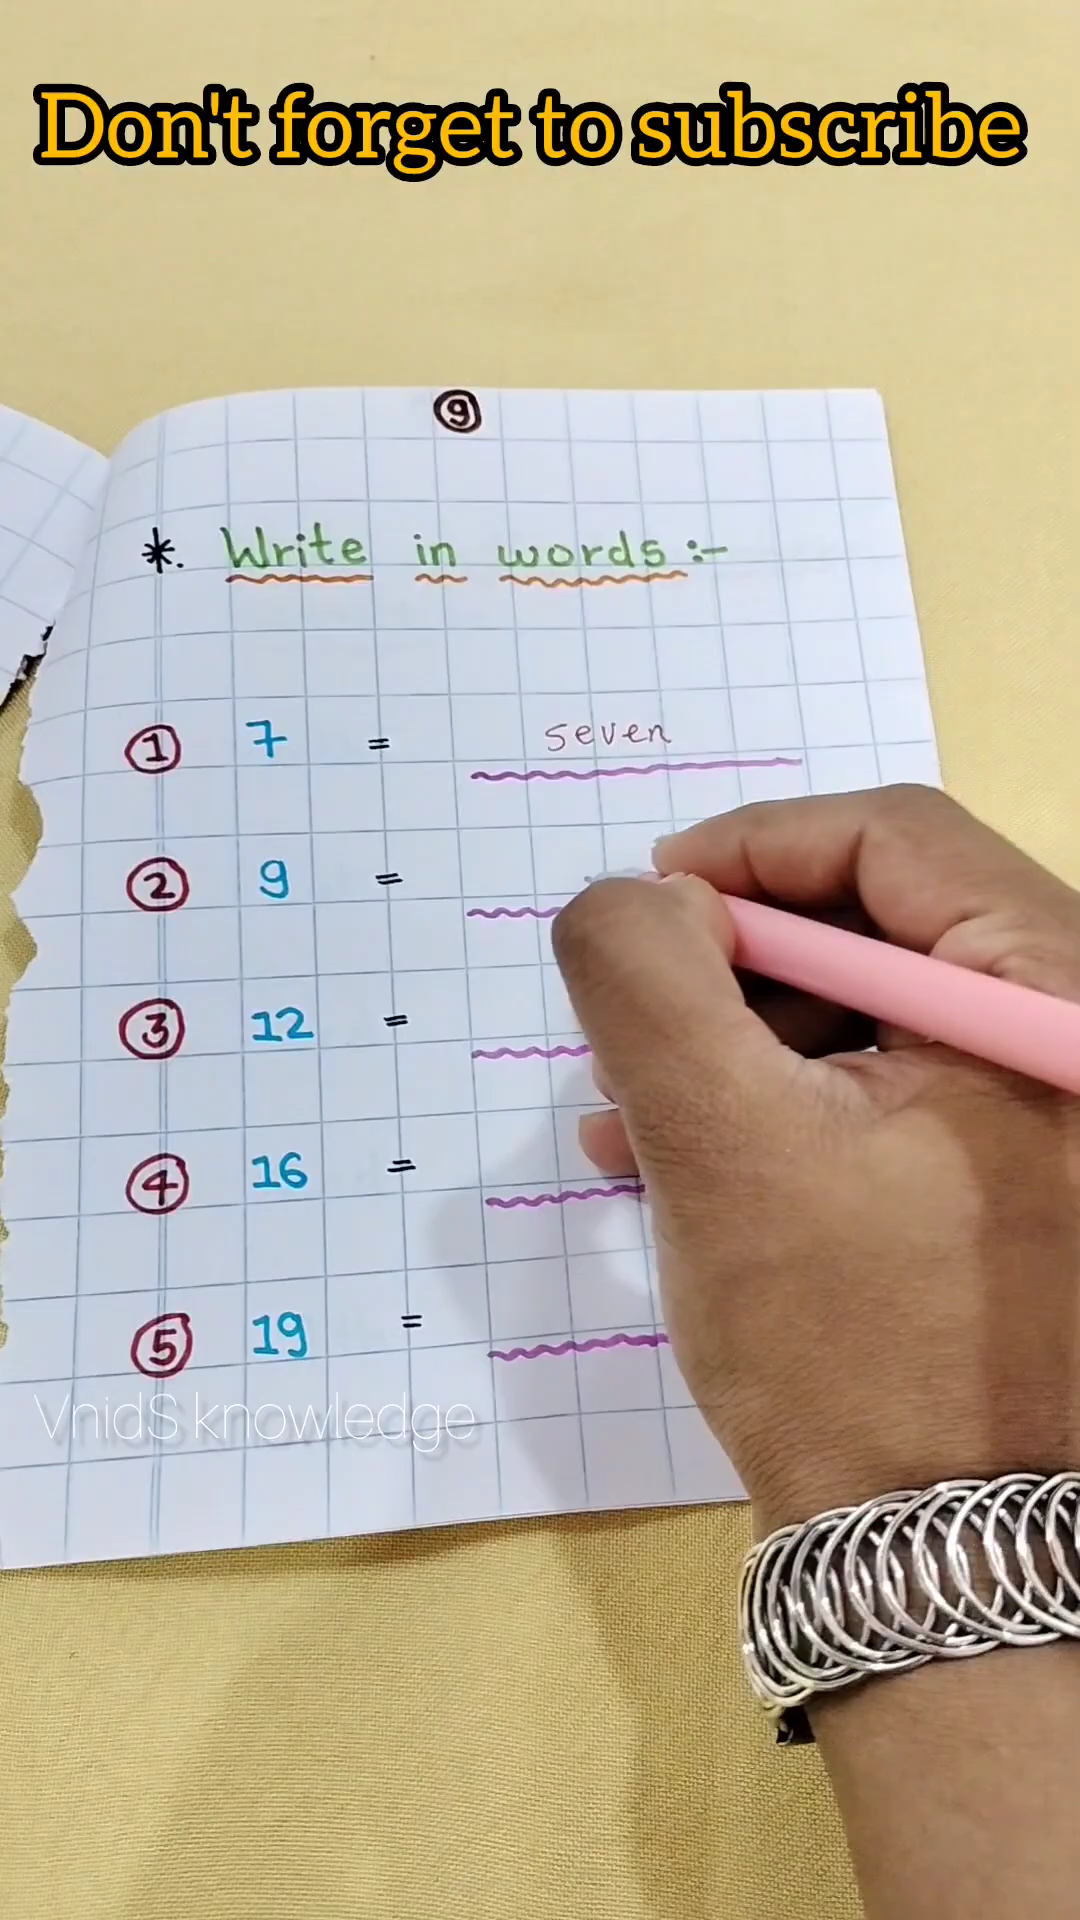 Don't forget to subscribe
9
*. Write in words :-
1 7 = seven
2 9 =
3 12 =
4 16 =
5 19 =
VnidS knowledge